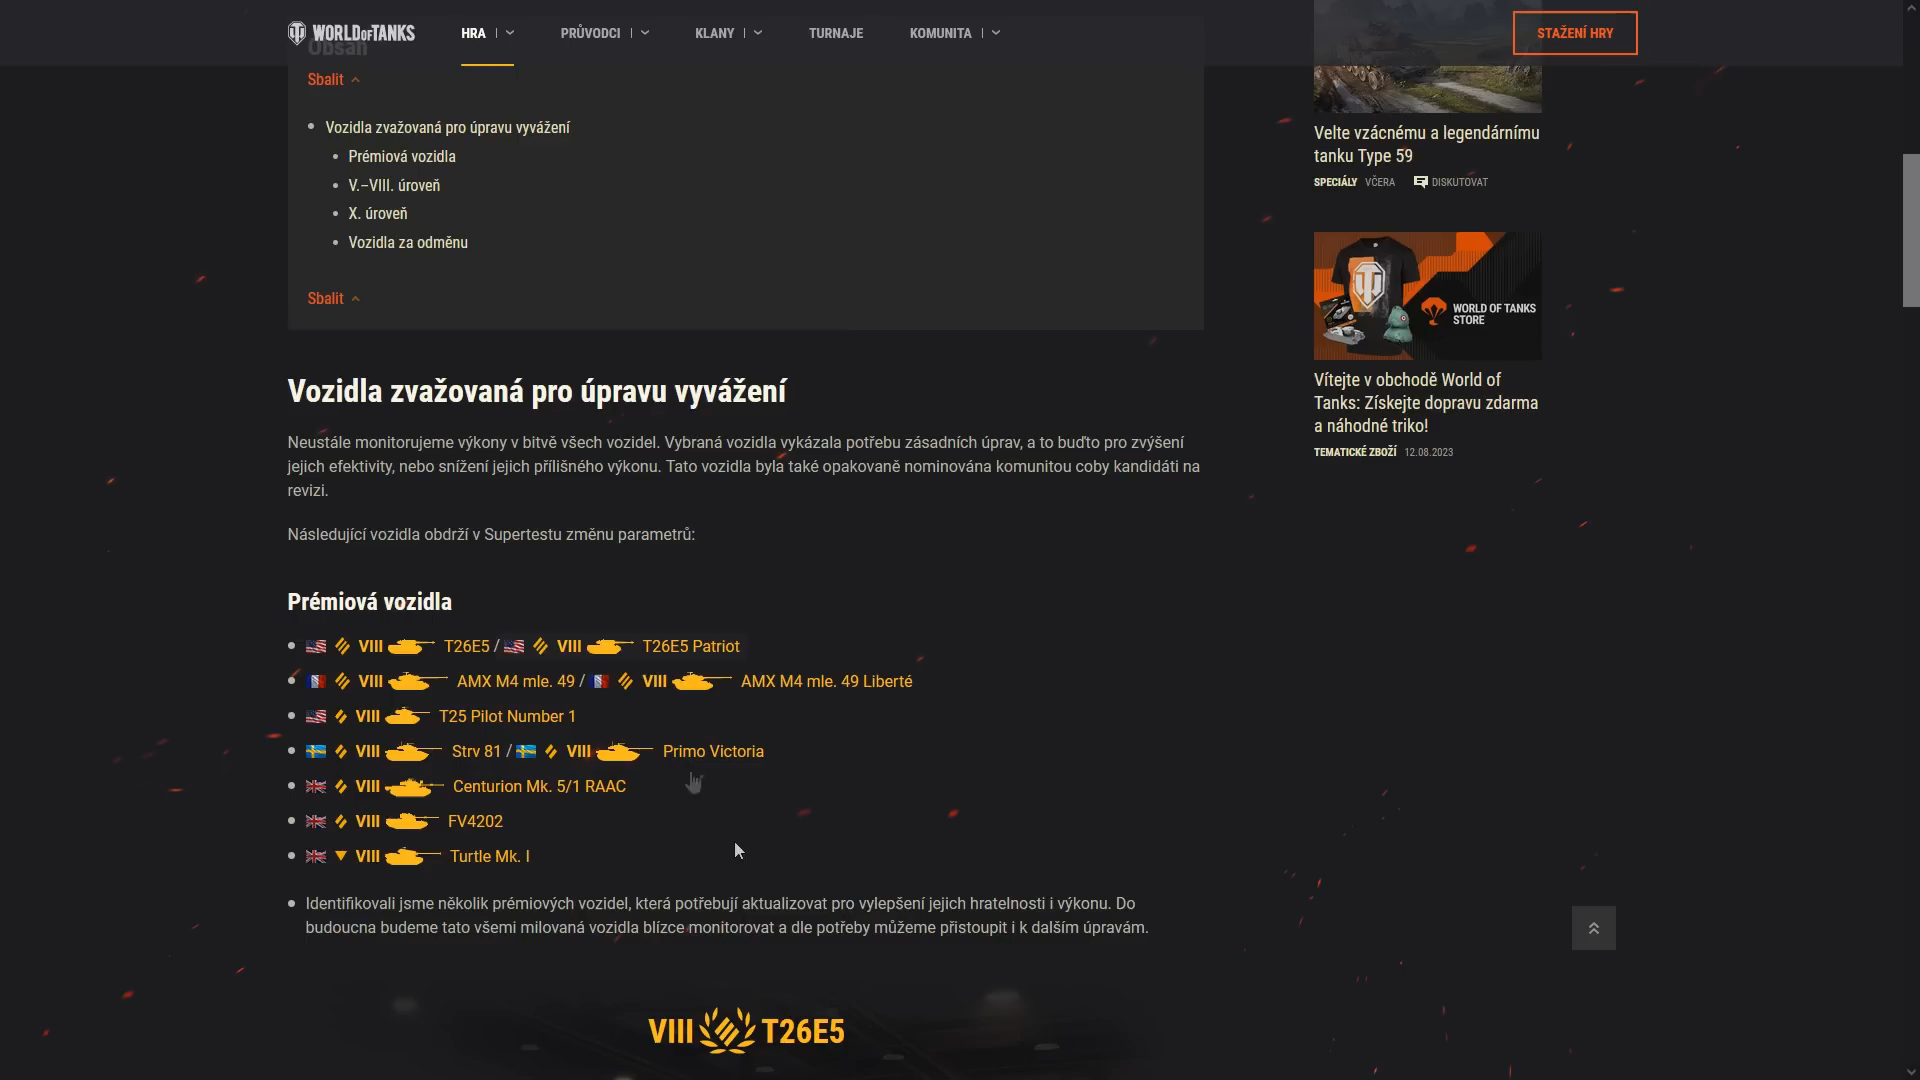 WORLD OF TANKS
HRA
PRŮVODCI
KLANY
TURNAJE
KOMUNITA
STAŽENÍ HRY
Obsah
Sbalit
Vozidla zvažovaná pro úpravu vyvážení
Prémiová vozidla
V.–VIII. úroveň
X. úroveň
Vozidla za odměnu
Sbalit
Vozidla zvažovaná pro úpravu vyvážení
Neustále monitorujeme výkony v bitvě všech vozidel. Vybraná vozidla vykázala potřebu zásadních úprav, a to buďto pro zvýšení
jejich efektivity, nebo snížení jejich přílišného výkonu. Tato vozidla byla také opakovaně nominována komunitou coby kandidáti na
revizi.
Následující vozidla obdrží v Supertestu změnu parametrů:
Prémiová vozidla
VIII T26E5 / VIII T26E5 Patriot
VIII AMX M4 mle. 49 / VIII AMX M4 mle. 49 Liberté
VIII T25 Pilot Number 1
VIII Strv 81 / VIII Primo Victoria
VIII Centurion Mk. 5/1 RAAC
VIII FV4202
VIII Turtle Mk. I
Identifikovali jsme několik prémiových vozidel, která potřebují aktualizovat pro vylepšení jejich hratelnosti i výkonu. Do
budoucna budeme tato všemi milovaná vozidla blízce monitorovat a dle potřeby můžeme přistoupit i k dalším úpravám.
VIII T26E5
Velte vzácnému a legendárnímu
tanku Type 59
SPECIÁLY VČERA DISKUTOVAT
WORLD OF TANKS
STORE
Vítejte v obchodě World of
Tanks: Získejte dopravu zdarma
a náhodné triko!
TEMATICKÉ ZBOŽÍ 12.08.2023